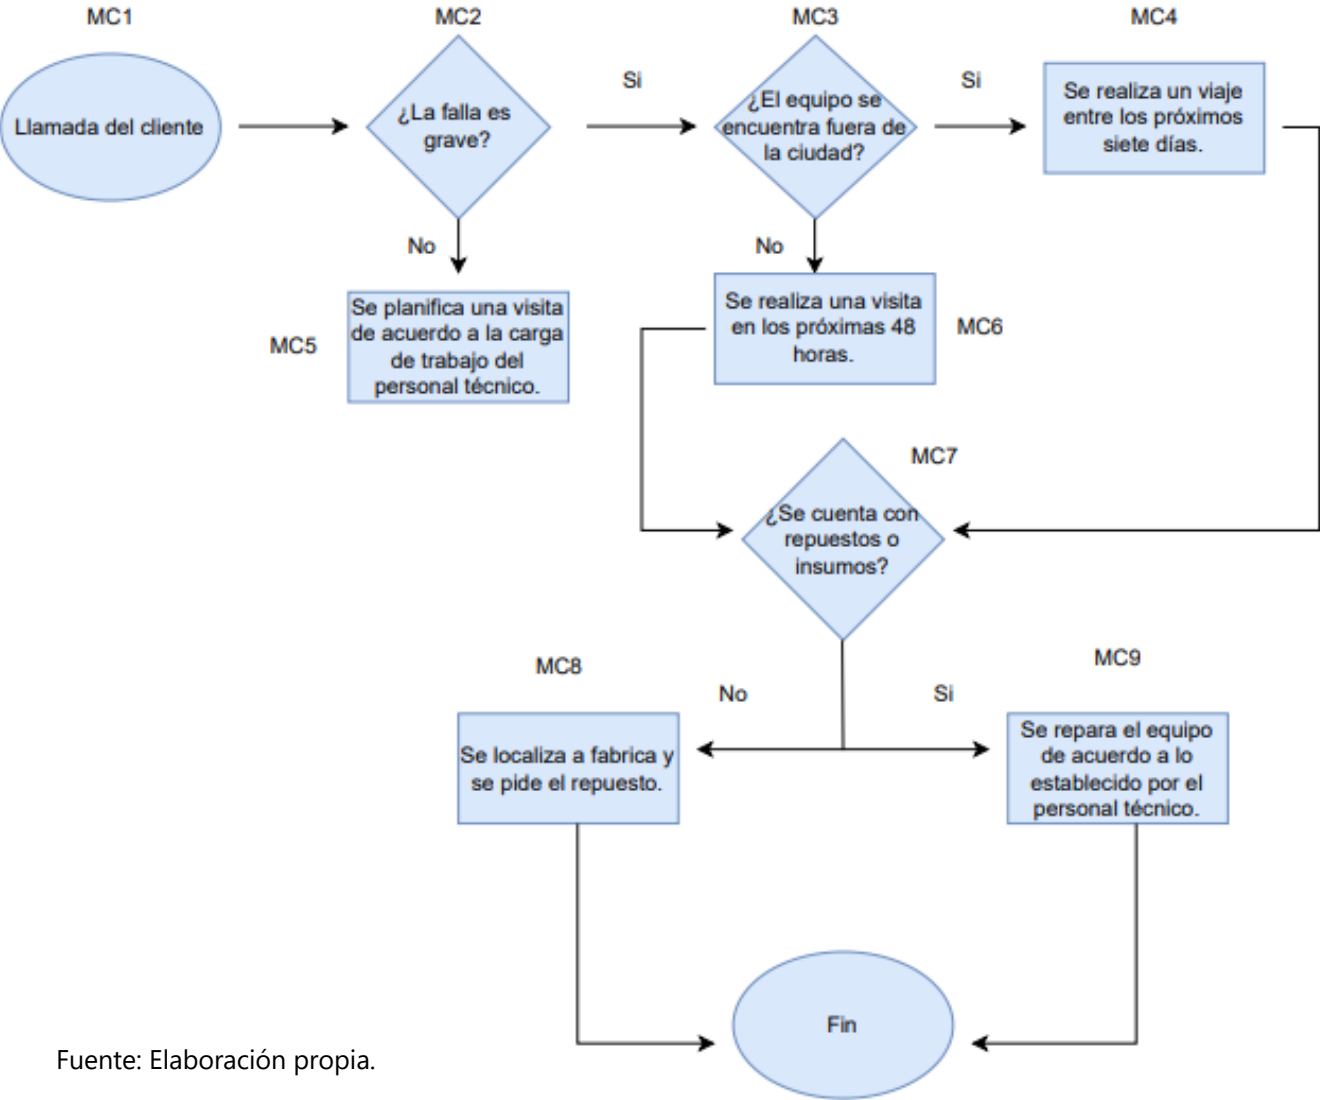 MC1
MC2
MC3
MC4
Llamada del cliente
¿La falla es
grave?
Si
¿El equipo se
encuentra fuera de
la ciudad?
Si
Se realiza un viaje
entre los próximos
siete días.
No
No
MC5
Se planifica una visita
de acuerdo a la carga
de trabajo del
personal técnico.
Se realiza una visita
en los próximas 48
horas.
MC6
MC7
¿Se cuenta con
repuestos o
insumos?
MC8
No
Si
MC9
Se localiza a fabrica y
se pide el repuesto.
Se repara el equipo
de acuerdo a lo
establecido por el
personal técnico.
Fin
Fuente: Elaboración propia.